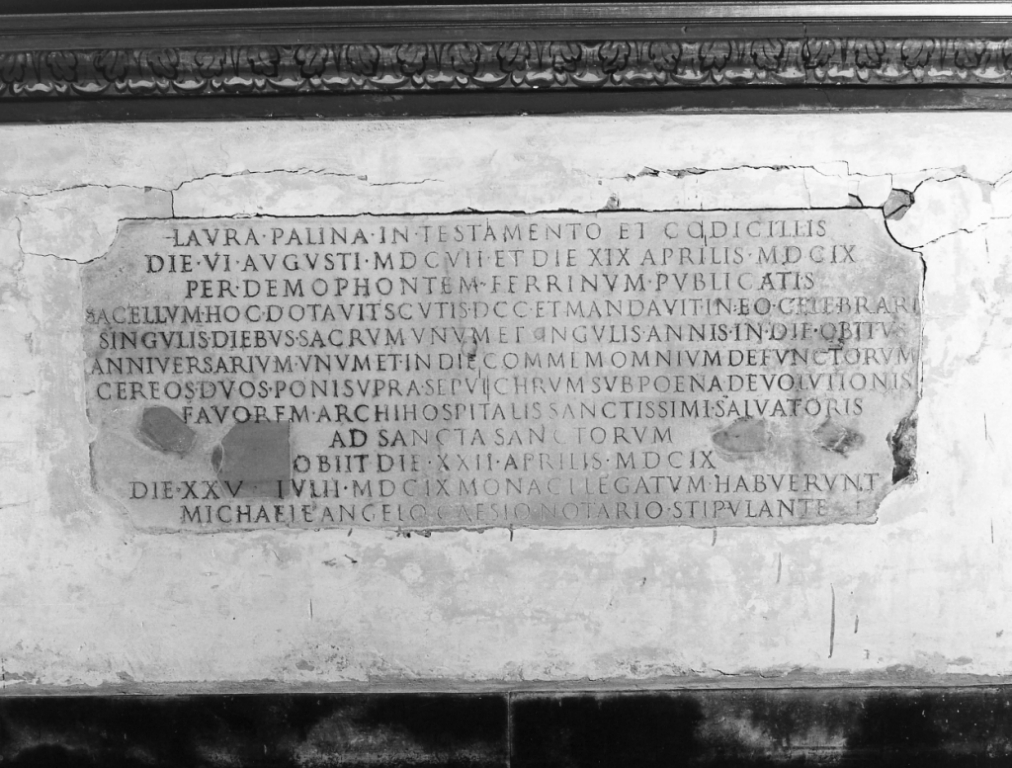 LAVRA·PALINA·IN·TESTAMENTO ET CODICILLIS
DIE·VI·AVGVSTI·MDCVII·ET DIE XIX APRILIS·MDCIX
PER·DEMOPHONTEM·FERRINVM·PVBLICATIS
SACELLVM·HOC·DOTAVIT SCVTIS·DCC·ET MANDAVIT IN·EO·CELEBRARI
SINGVLIS·DIEBVS·SACRVM VNVM ET SINGVLIS·ANNIS·IN·DIE·OBITVS
ANNIVERSARIVM·VNVM ET·IN DIE COMMEM OMNIVM DEFVNCTORVM
CEREOS DVOS·PONI SVPRA SEPVLCHRVM SVB POENA DEVOLVTIONIS
FAVOREM·ARCHIHOSPITALIS SANCTISSIMI·SALVATORIS
AD SANCTA SANCTORVM
OBIIT DIE·XXII·APRILIS·MDCIX
DIE·XXV IVLII·MDCIX MONACI LEGATVM·HABVERVNT
MICHAELE ANGELO CAESIO NOTARIO·STIPVLANTE